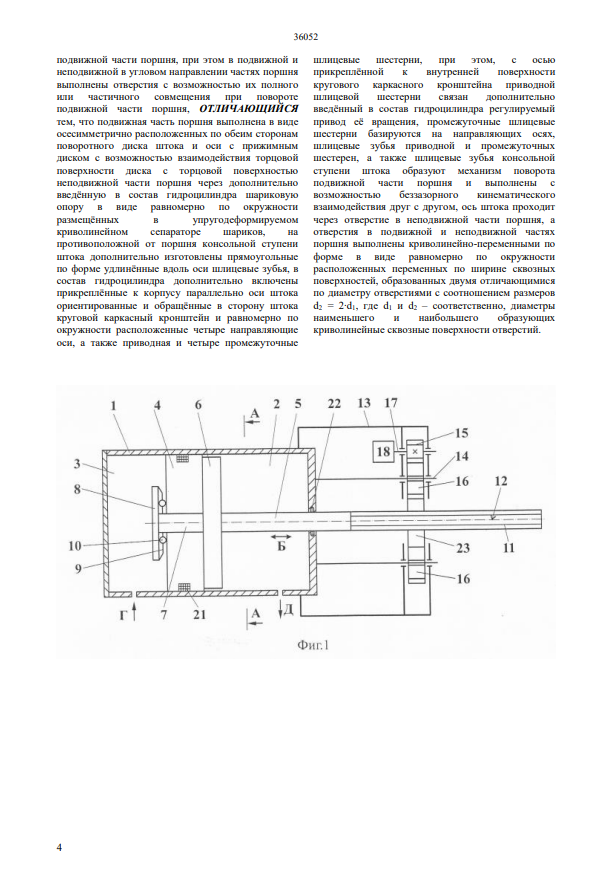 36052
подвижной части поршня, при этом в подвижной и
неподвижной в угловом направлении частях поршня
выполнены отверстия с возможностью их полного
или частичного совмещения при повороте
подвижной части поршня, ОТЛИЧАЮЩИЙСЯ
тем, что подвижная часть поршня выполнена в виде
осесимметрично расположенных по обеим сторонам
поворотного диска штока и оси с прижимным
диском с возможностью взаимодействия торцовой
поверхности диска с торцовой поверхностью
неподвижной части поршня через дополнительно
введённую в состав гидроцилиндра шариковую
опору в виде равномерно по окружности
размещённых в упругодеформируемом
криволинейном сепараторе шариков, на
противоположной от поршня консольной ступени
штока дополнительно изготовлены прямоугольные
по форме удлинённые вдоль оси шлицевые зубья, в
состав гидроцилиндра дополнительно включены
прикреплённые к корпусу параллельно оси штока
ориентированные и обращённые в сторону штока
круговой каркасный кронштейн и равномерно по
окружности расположенные четыре направляющие
оси, а также приводная и четыре промежуточные
шлицевые шестерни, при этом, с осью
прикреплённой к внутренней поверхности
кругового каркасного кронштейна приводной
шлицевой шестерни связан дополнительно
введённый в состав гидроцилиндра регулируемый
привод её вращения, промежуточные шлицевые
шестерни базируются на направляющих осях,
шлицевые зубья приводной и промежуточных
шестерен, а также шлицевые зубья консольной
ступени штока образуют механизм поворота
подвижной части поршня и выполнены с
возможностью беззазорного кинематического
взаимодействия друг с другом, ось штока проходит
через отверстие в неподвижной части поршня, а
отверстия в подвижной и неподвижной частях
поршня выполнены криволинейно-переменными по
форме в виде равномерно по окружности
расположенных переменных по ширине сквозных
поверхностей, образованных двумя отличающимися
по диаметру отверстиями с соотношением размеров
d2 = 2·d1, где d1 и d2 – соответственно, диаметры
наименьшего и наибольшего образующих
криволинейные сквозные поверхности отверстий.
1 4 6 А 2 5 22 13 17
15
18
14
3
16
12
8
Б
10
23 11
9
16
Г 7 21 А Д
Фиг.1
4